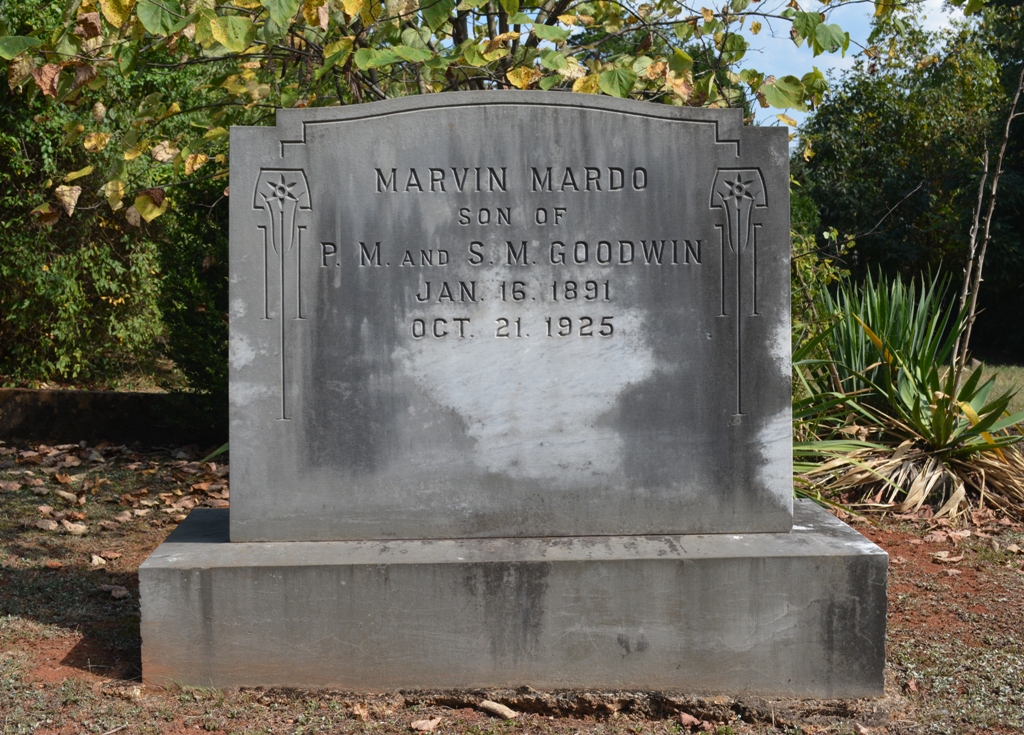 MARVIN MARDO
SON OF
P. M. AND S. M. GOODWIN
JAN. 16. 1891
OCT. 21. 1925